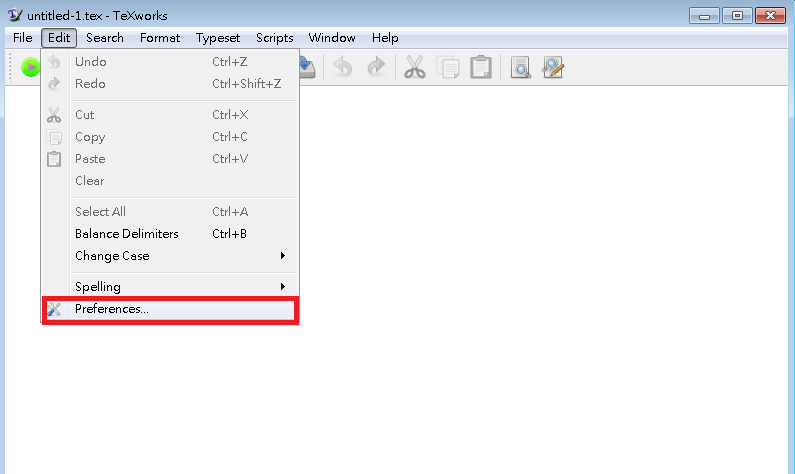 untitled-1.tex - TeXworks
File Edit Search Format Typeset Scripts Window Help
Undo Ctrl+Z
Redo Ctrl+Shift+Z
Cut Ctrl+X
Copy Ctrl+C
Paste Ctrl+V
Clear
Select All Ctrl+A
Balance Delimiters Ctrl+B
Change Case
Spelling
Preferences...